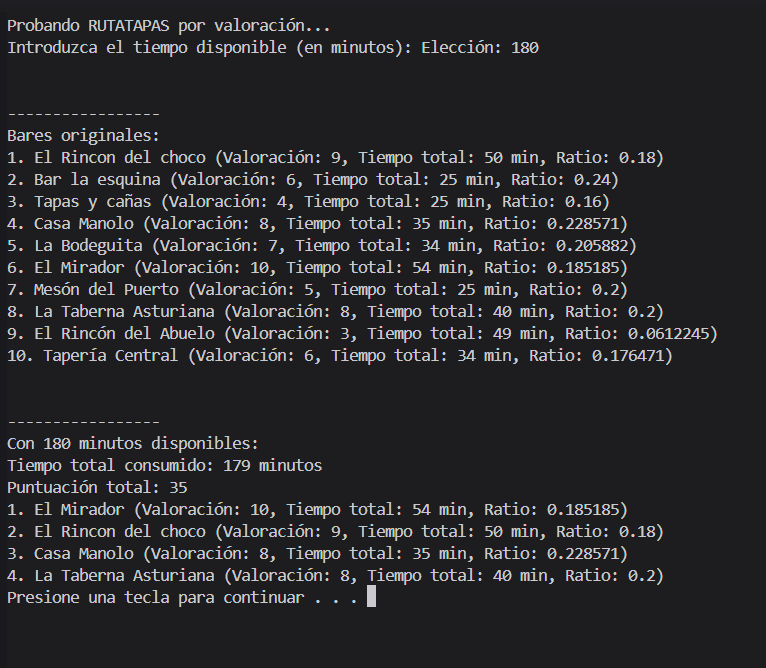 Probando RUTATAPAS por valoración...
Introduzca el tiempo disponible (en minutos): Elección: 180
-----------------
Bares originales:
1. El Rincon del choco (Valoración: 9, Tiempo total: 50 min, Ratio: 0.18)
2. Bar la esquina (Valoración: 6, Tiempo total: 25 min, Ratio: 0.24)
3. Tapas y cañas (Valoración: 4, Tiempo total: 25 min, Ratio: 0.16)
4. Casa Manolo (Valoración: 8, Tiempo total: 35 min, Ratio: 0.228571)
5. La Bodeguita (Valoración: 7, Tiempo total: 34 min, Ratio: 0.205882)
6. El Mirador (Valoración: 10, Tiempo total: 54 min, Ratio: 0.185185)
7. Mesón del Puerto (Valoración: 5, Tiempo total: 25 min, Ratio: 0.2)
8. La Taberna Asturiana (Valoración: 8, Tiempo total: 40 min, Ratio: 0.2)
9. El Rincón del Abuelo (Valoración: 3, Tiempo total: 49 min, Ratio: 0.0612245)
10. Tapería Central (Valoración: 6, Tiempo total: 34 min, Ratio: 0.176471)
-----------------
Con 180 minutos disponibles:
Tiempo total consumido: 179 minutos
Puntuación total: 35
1. El Mirador (Valoración: 10, Tiempo total: 54 min, Ratio: 0.185185)
2. El Rincon del choco (Valoración: 9, Tiempo total: 50 min, Ratio: 0.18)
3. Casa Manolo (Valoración: 8, Tiempo total: 35 min, Ratio: 0.228571)
4. La Taberna Asturiana (Valoración: 8, Tiempo total: 40 min, Ratio: 0.2)
Presione una tecla para continuar . . .